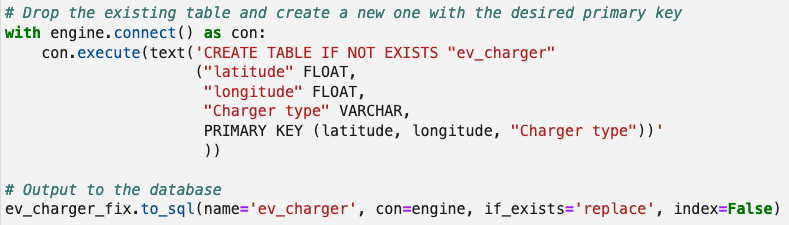 # Drop the existing table and create a new one with the desired primary key
with engine.connect() as con:
    con.execute(text('CREATE TABLE IF NOT EXISTS "ev_charger"
                     ("latitude" FLOAT,
                      "longitude" FLOAT,
                      "Charger type" VARCHAR,
                      PRIMARY KEY (latitude, longitude, "Charger type"))'
                      ))
# Output to the database
ev_charger_fix.to_sql(name='ev_charger', con=engine, if_exists='replace', index=False)